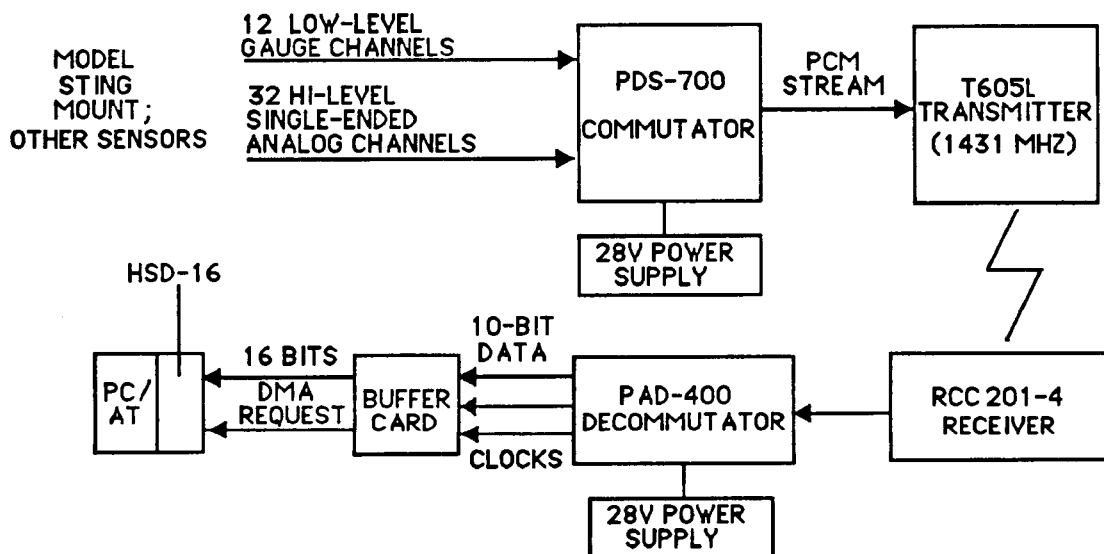 MODEL
STING
MOUNT;
OTHER SENSORS
12 LOW-LEVEL
GAUGE CHANNELS
32 HI-LEVEL
SINGLE-ENDED
ANALOG CHANNELS
PDS-700
COMMUTATOR
PCM
STREAM
T605L
TRANSMITTER
(1431 MHZ)
28V POWER
SUPPLY
HSD-16
PC/
AT
16 BITS
DMA
REQUEST
BUFFER
CARD
10-BIT
DATA
CLOCKS
PAD-400
DECOMMUTATOR
RCC 201-4
RECEIVER
28V POWER
SUPPLY